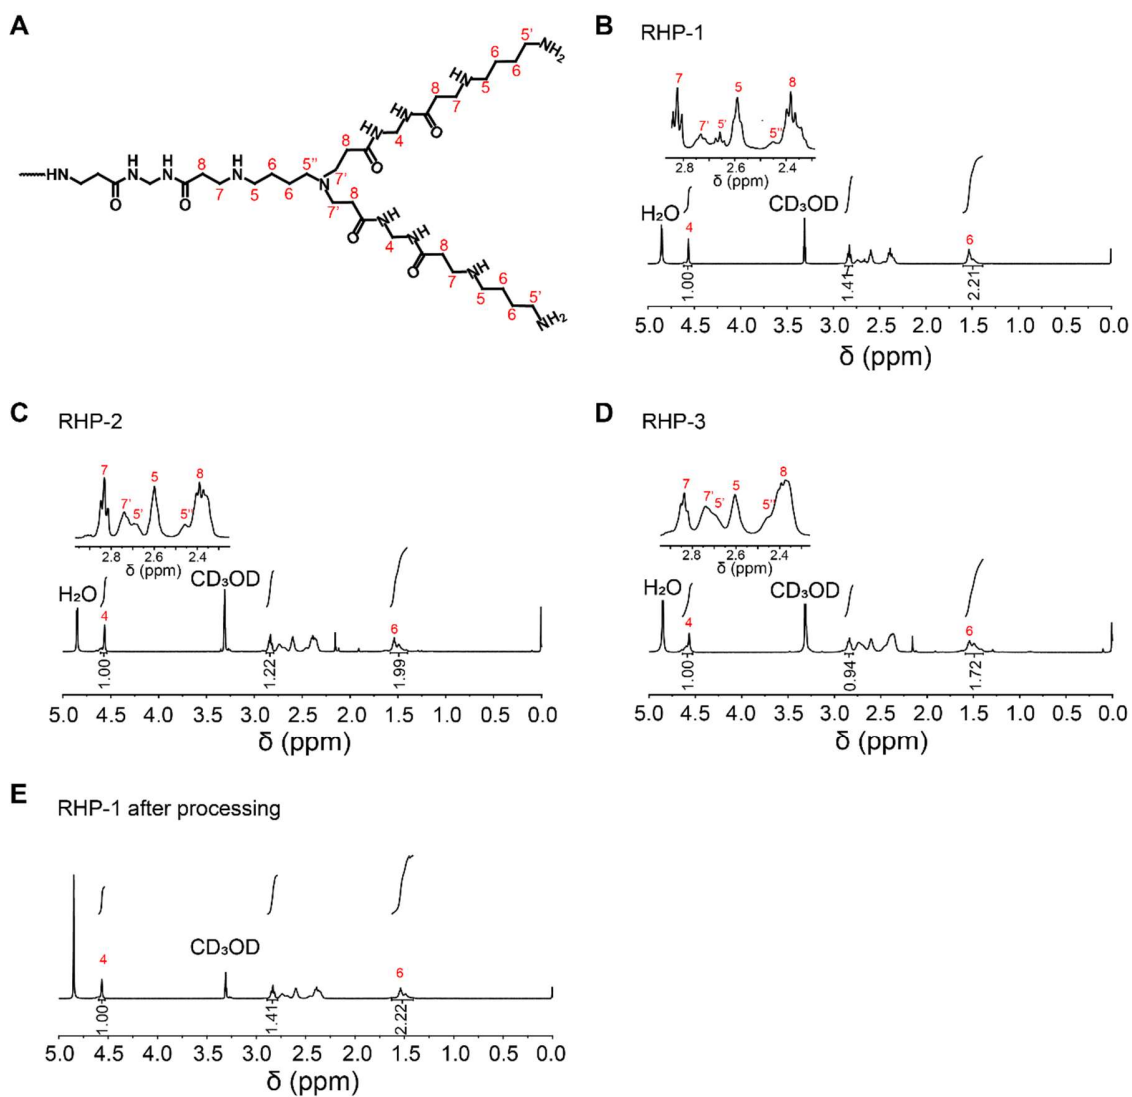 A
5'
6
NH₂
6
HN
8
5
HN
7
HN
4
O
8
O
HN
NH
NH
8
H
N
6
5''
7'
O
7
5
6
N
7'
8
NH
O
O
4
NH
8
O
7
NH
6
5
5'
6
NH₂
B RHP-1
7
5
8
7'
5'
5''
2.8 2.6 2.4
δ (ppm)
H₂O
CD₃OD
4
6
1.00
1.41
2.21
5.0 4.5 4.0 3.5 3.0 2.5 2.0 1.5 1.0 0.5 0.0
δ (ppm)
C RHP-2
7
5
8
7'
5'
5''
2.8 2.6 2.4
δ (ppm)
H₂O
CD₃OD
4
6
1.00
1.22
1.99
5.0 4.5 4.0 3.5 3.0 2.5 2.0 1.5 1.0 0.5 0.0
δ (ppm)
D RHP-3
8
7
7'
5
5'
5''
2.8 2.6 2.4
δ (ppm)
H₂O
CD₃OD
4
6
1.00
0.94
1.72
5.0 4.5 4.0 3.5 3.0 2.5 2.0 1.5 1.0 0.5 0.0
δ (ppm)
E RHP-1 after processing
CD₃OD
4
6
1.00
1.41
2.22
5.0 4.5 4.0 3.5 3.0 2.5 2.0 1.5 1.0 0.5 0.0
δ (ppm)